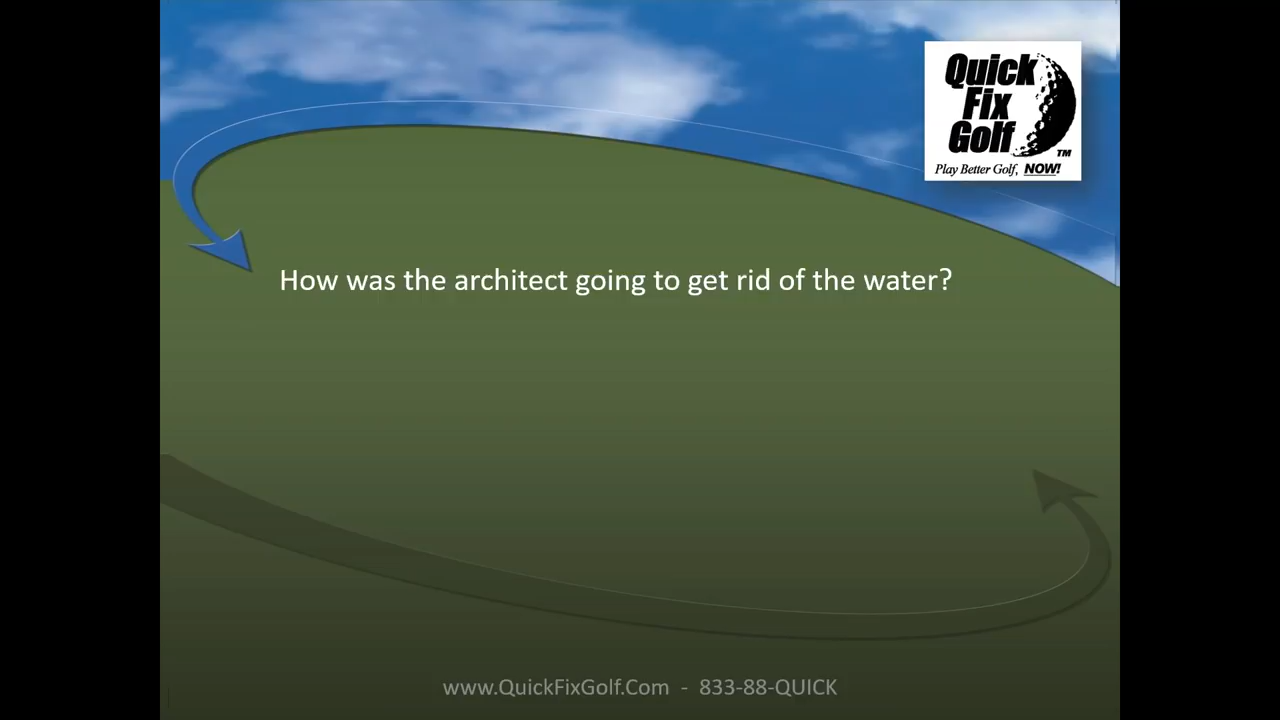 Quick
Fix
Golf
TM
Play Better Golf, NOW!
How was the architect going to get rid of the water?
www.QuickFixGolf.Com - 833-88-QUICK